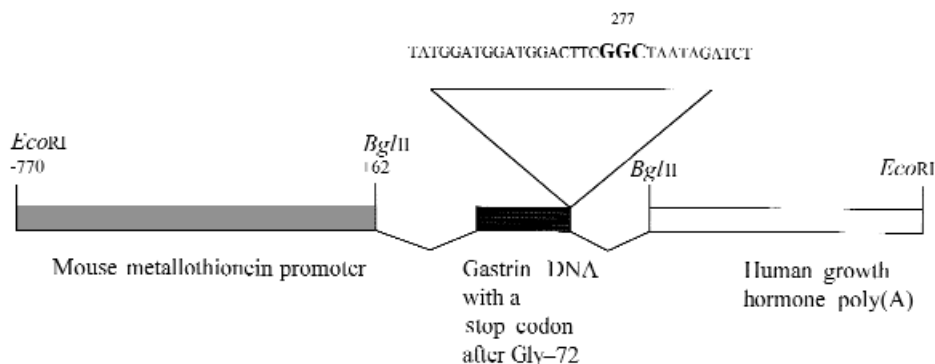 277
TATGGATGGATGGACTTCGGCTAATAGATCT
EcoRI
-770
BglII
+62
BglII
EcoRI
Mouse metallothionein promoter
Gastrin DNA
with a
stop codon
after Gly–72
Human growth
hormone poly(A)